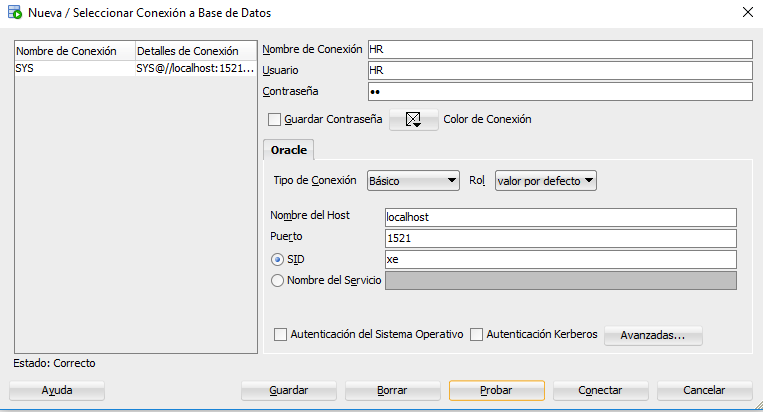 Nueva / Seleccionar Conexión a Base de Datos
Nombre de Conexión Detalles de Conexión
SYS SYS@//localhost:1521...
Nombre de Conexión HR
Usuario HR
Contraseña ••
Guardar Contraseña Color de Conexión
Oracle
Tipo de Conexión Básico Rol valor por defecto
Nombre del Host localhost
Puerto 1521
SID xe
Nombre del Servicio
Autenticación del Sistema Operativo Autenticación Kerberos Avanzadas...
Estado: Correcto
Ayuda Guardar Borrar Probar Conectar Cancelar